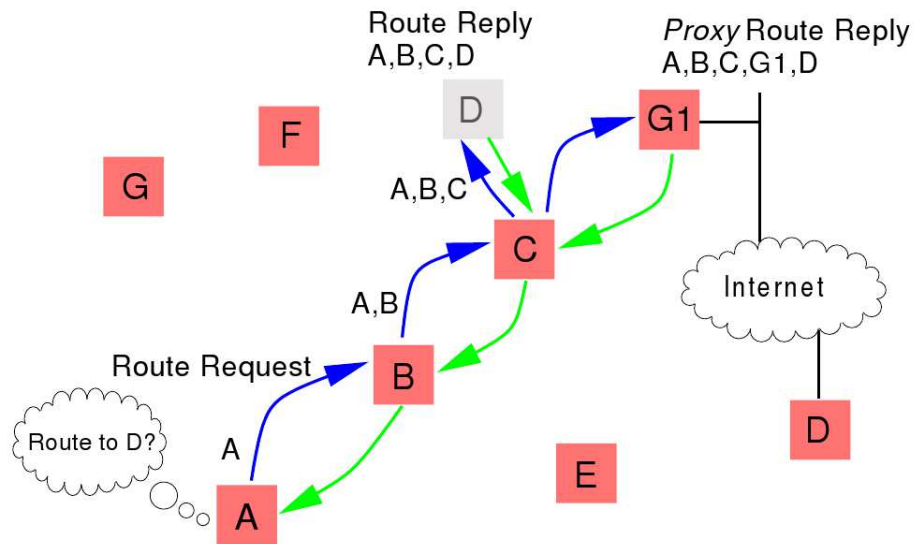 Route Reply
A,B,C,D
Proxy Route Reply
A,B,C,G1,D
D
G1
F
G
A,B,C
C
Internet
A,B
Route Request
B
D
Route to D?
A
E
A